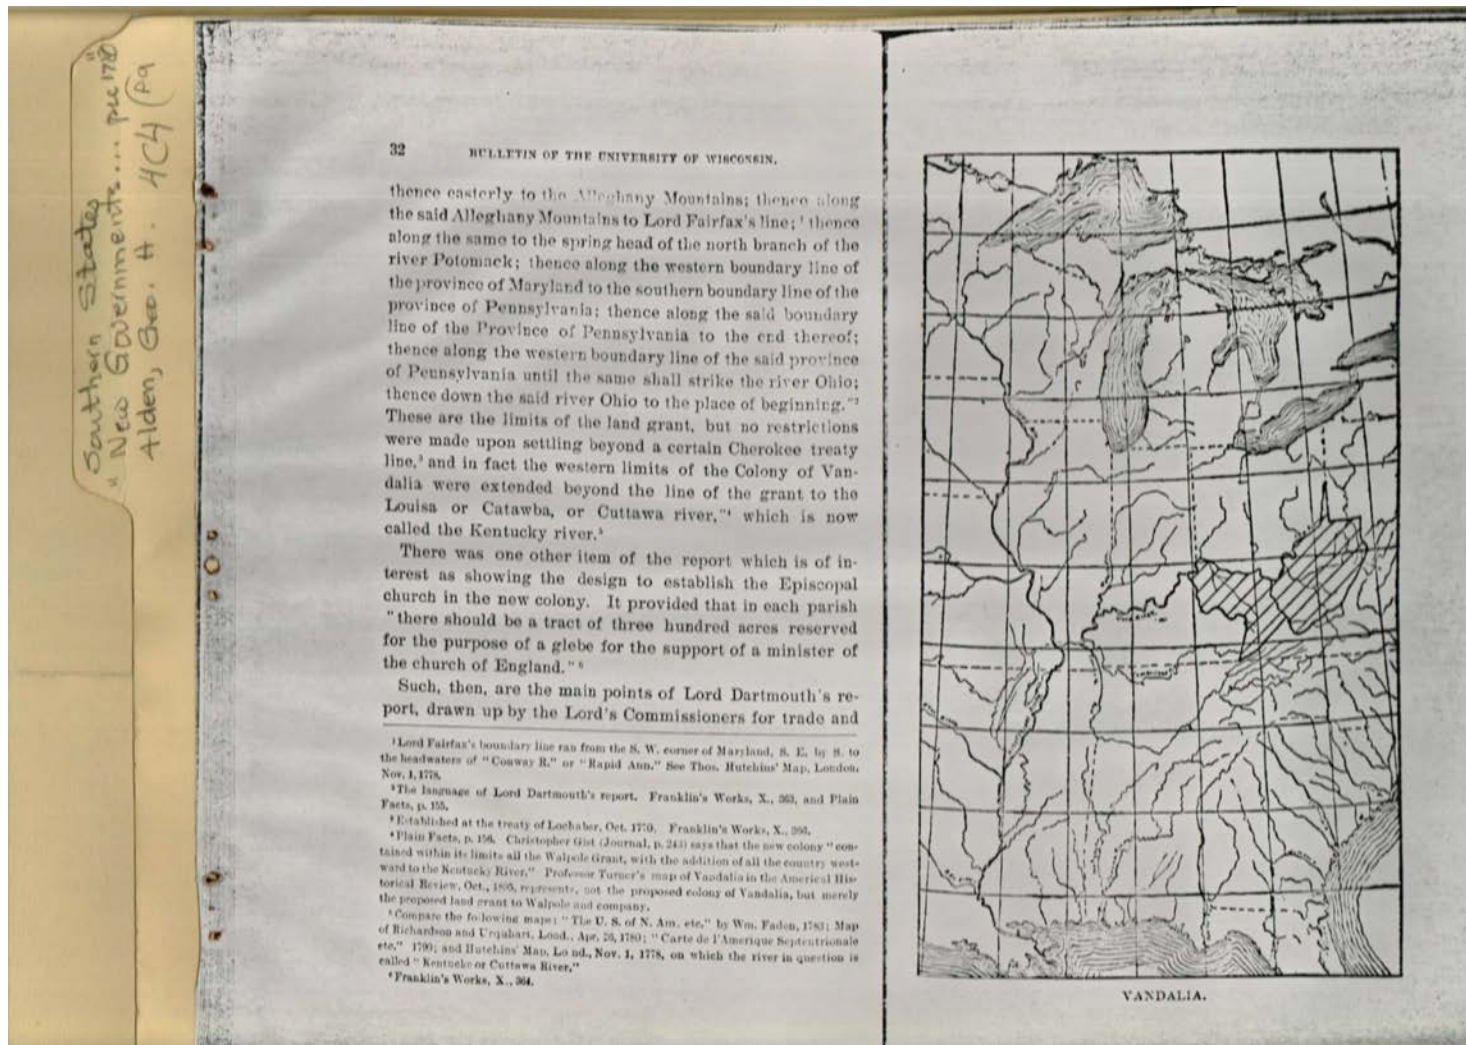 Southern States
"New Governments... pre 1780"
Alden, Geo. H. 4C4 (pg
32
BULLETIN OF THE UNIVERSITY OF WISCONSIN.
thence easterly to the Alleghany Mountains; thence along
the said Alleghany Mountains to Lord Fairfax's line;¹ thence
along the same to the spring head of the north branch of the
river Potomack; thence along the western boundary line of
the province of Maryland to the southern boundary line of the
province of Pennsylvania; thence along the said boundary
line of the Province of Pennsylvania to the end thereof;
thence along the western boundary line of the said province
of Pennsylvania until the same shall strike the river Ohio;
thence down the said river Ohio to the place of beginning."²
These are the limits of the land grant, but no restrictions
were made upon settling beyond a certain Cherokee treaty
line,³ and in fact the western limits of the Colony of Van-
dalia were extended beyond the line of the grant to the
Louisa or Catawba, or Cuttawa river,"⁴ which is now
called the Kentucky river.⁵
There was one other item of the report which is of in-
terest as showing the design to establish the Episcopal
church in the new colony. It provided that in each parish
"there should be a tract of three hundred acres reserved
for the purpose of a glebe for the support of a minister of
the church of England."⁶
Such, then, are the main points of Lord Dartmouth's re-
port, drawn up by the Lord's Commissioners for trade and
¹Lord Fairfax's boundary line ran from the S. W. corner of Maryland, S. E. by S. to
the headwaters of "Conway R." or "Rapid Ann." See Thos. Hutchins' Map, London,
Nov. 1, 1778.
²The language of Lord Dartmouth's report. Franklin's Works, X., 363, and Plain
Facts, p. 155.
³Established at the treaty of Lochaber, Oct. 1770. Franklin's Works, X., 363.
⁴Plain Facts, p. 156. Christopher Gist (Journal, p. 241) says that the new colony "con-
tained within its limits all the Walpole Grant, with the addition of all the country west-
ward to the Kentucky River." Professor Turner's map of Vandalia in the Americal His-
torical Review, Oct., 1895, represents, not the proposed colony of Vandalia, but merely
the proposed land grant to Walpole and company.
⁵Compare the following maps: "The U. S. of N. Am. etc." by Wm. Faden, 1783; Map
of Richardson and Urquhart, Lond., Apr. 26, 1780; "Carte de l'Amerique Septentrionale
etc." 1790; and Hutchins' Map, Lo nd., Nov. 1, 1778, on which the river in question is
called "Kentucke or Cuttawa River."
⁶Franklin's Works, X., 364.
VANDALIA.